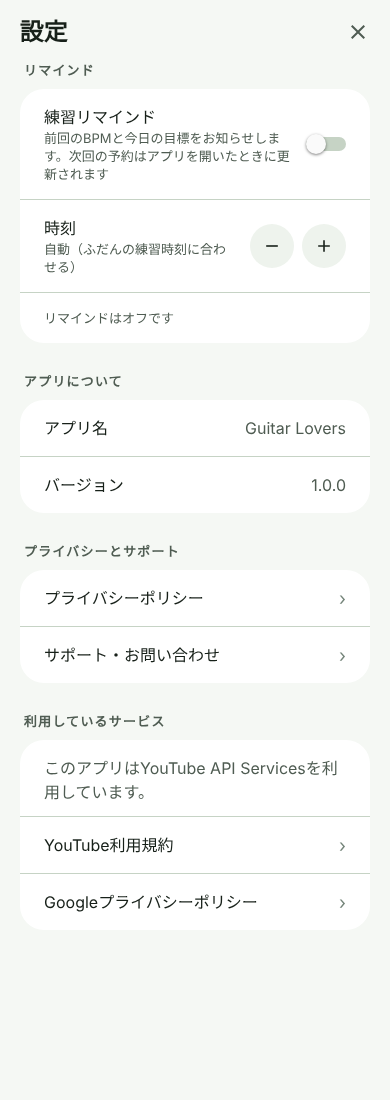 設定
リマインド
練習リマインド
前回のBPMと今日の目標をお知らせしま
す。次回の予約はアプリを開いたときに更
新されます
時刻
自動（ふだんの練習時刻に合わ
せる）
リマインドはオフです
アプリについて
アプリ名 Guitar Lovers
バージョン 1.0.0
プライバシーとサポート
プライバシーポリシー
サポート・お問い合わせ
利用しているサービス
このアプリはYouTube API Servicesを利
用しています。
YouTube利用規約
Googleプライバシーポリシー